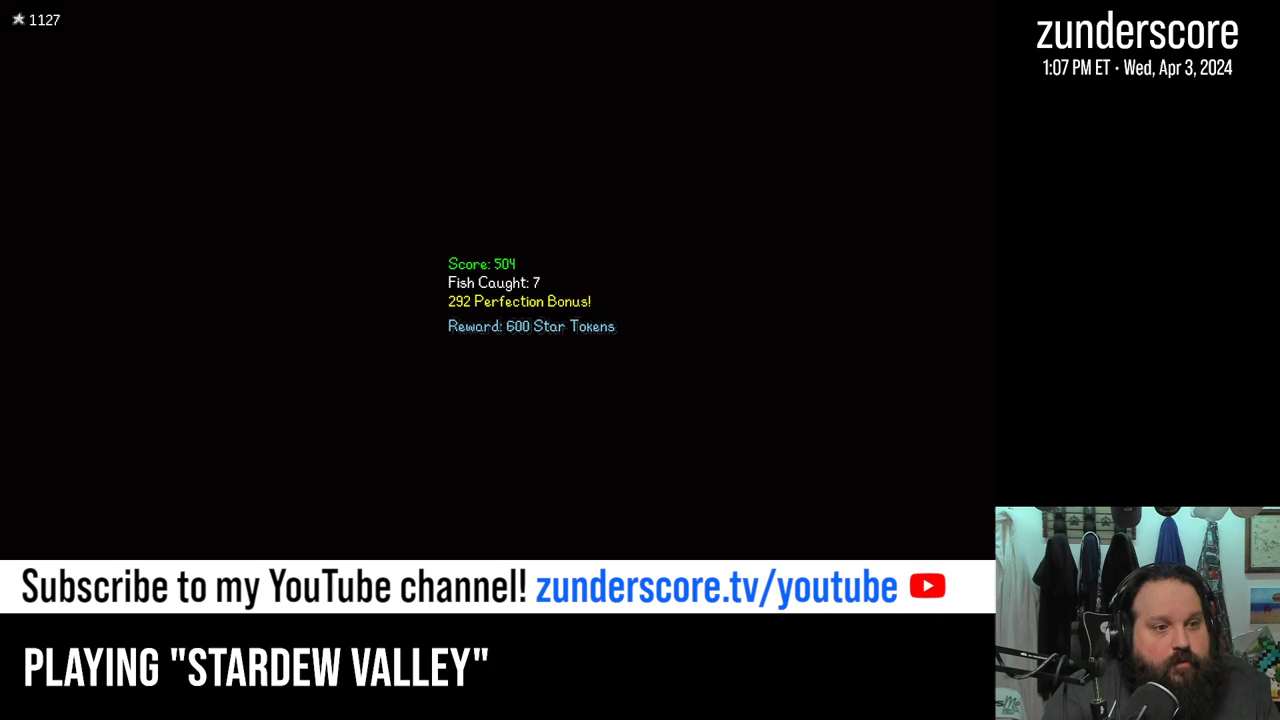 1127
zunderscore
1:07 PM ET • Wed, Apr 3, 2024
Score: 504
Fish Caught: 7
292 Perfection Bonus!
Reward: 600 Star Tokens
Subscribe to my YouTube channel! zunderscore.tv/youtube
PLAYING "STARDEW VALLEY"